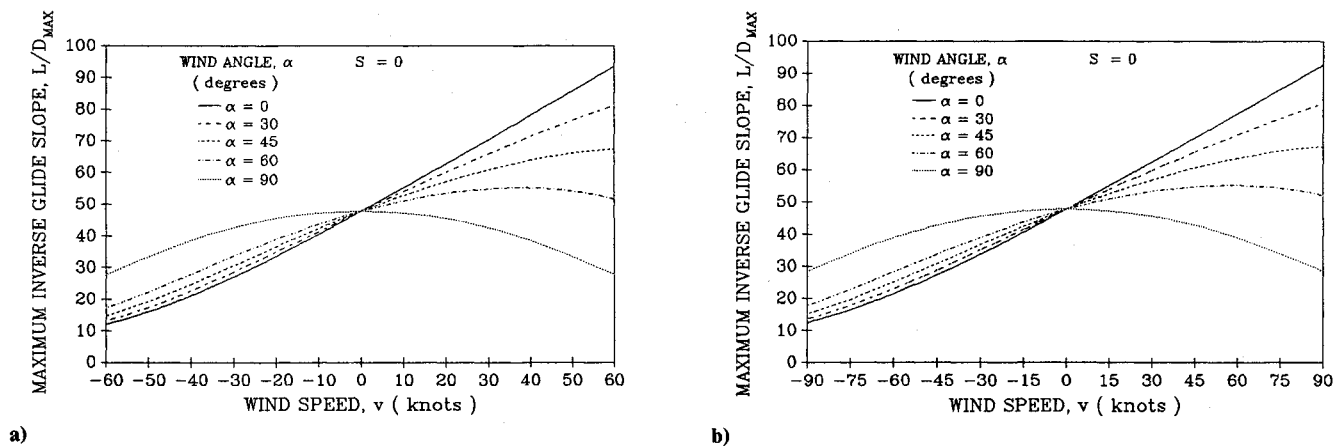 MAXIMUM INVERSE GLIDE SLOPE, L/D_MAX
100
90
80
70
60
50
40
30
20
10
0
WIND ANGLE, α S = 0
( degrees )
α = 0
α = 30
α = 45
α = 60
α = 90
−60 −50 −40 −30 −20 −10 0 10 20 30 40 50 60
WIND SPEED, v ( knots )
a)
MAXIMUM INVERSE GLIDE SLOPE, L/D_MAX
100
90
80
70
60
50
40
30
20
10
0
WIND ANGLE, α S = 0
( degrees )
α = 0
α = 30
α = 45
α = 60
α = 90
−90 −75 −60 −45 −30 −15 0 15 30 45 60 75 90
WIND SPEED, v ( knots )
b)